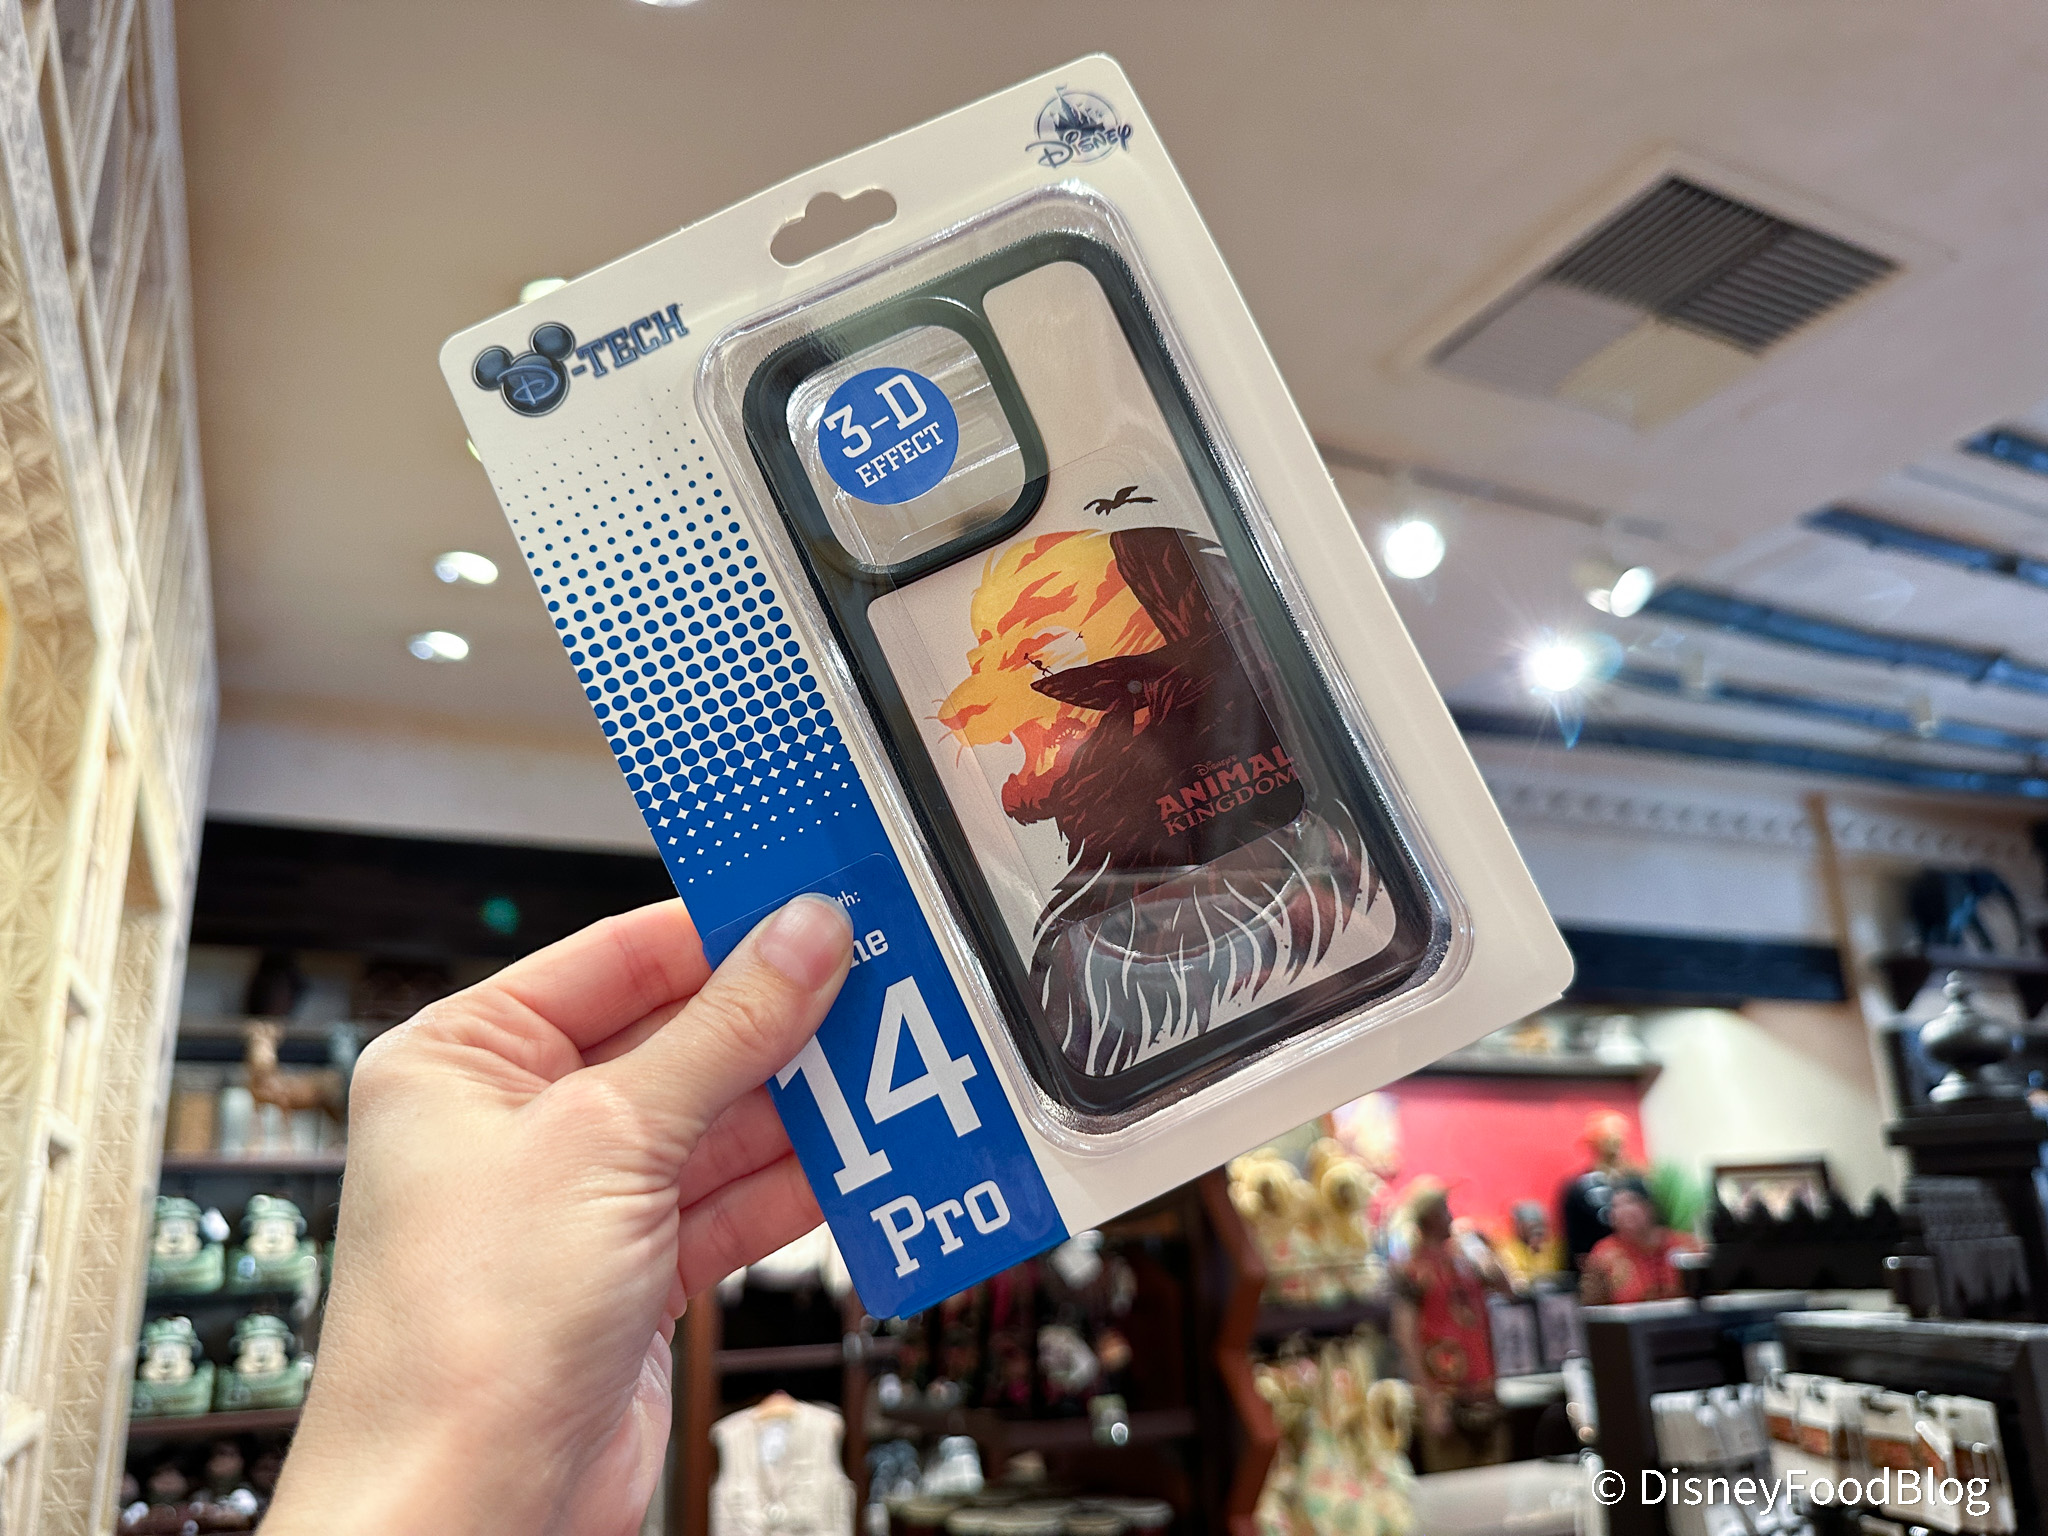 Disney
D-TECH
3-D
EFFECT
Disney's
ANIMAL
KINGDOM
14
Pro
© DisneyFoodBlog